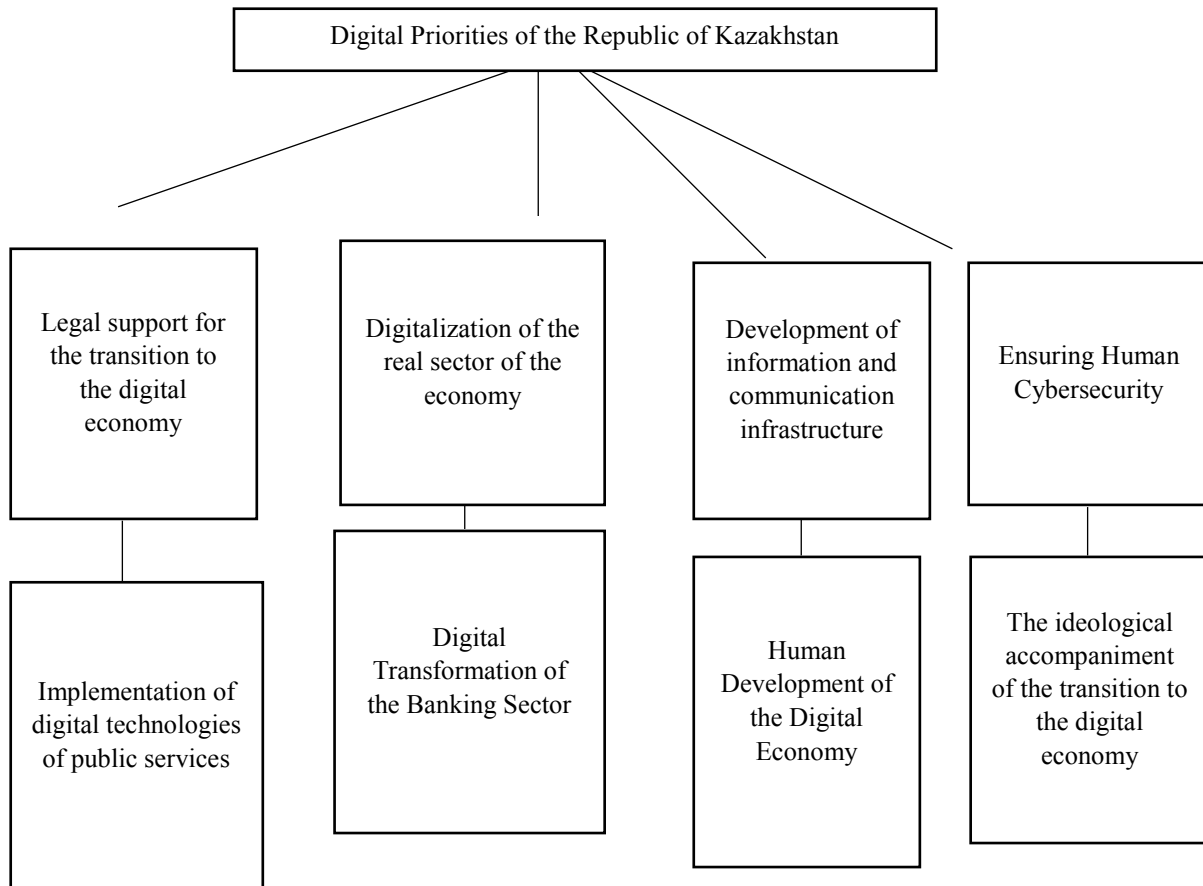 Digital Priorities of the Republic of Kazakhstan
Legal support for
the transition to
the digital
economy
Digitalization of the
real sector of the
economy
Development of
information and
communication
infrastructure
Ensuring Human
Cybersecurity
Implementation of
digital technologies
of public services
Digital
Transformation of
the Banking Sector
Human
Development of
the Digital
Economy
The ideological
accompaniment
of the transition to
the digital
economy